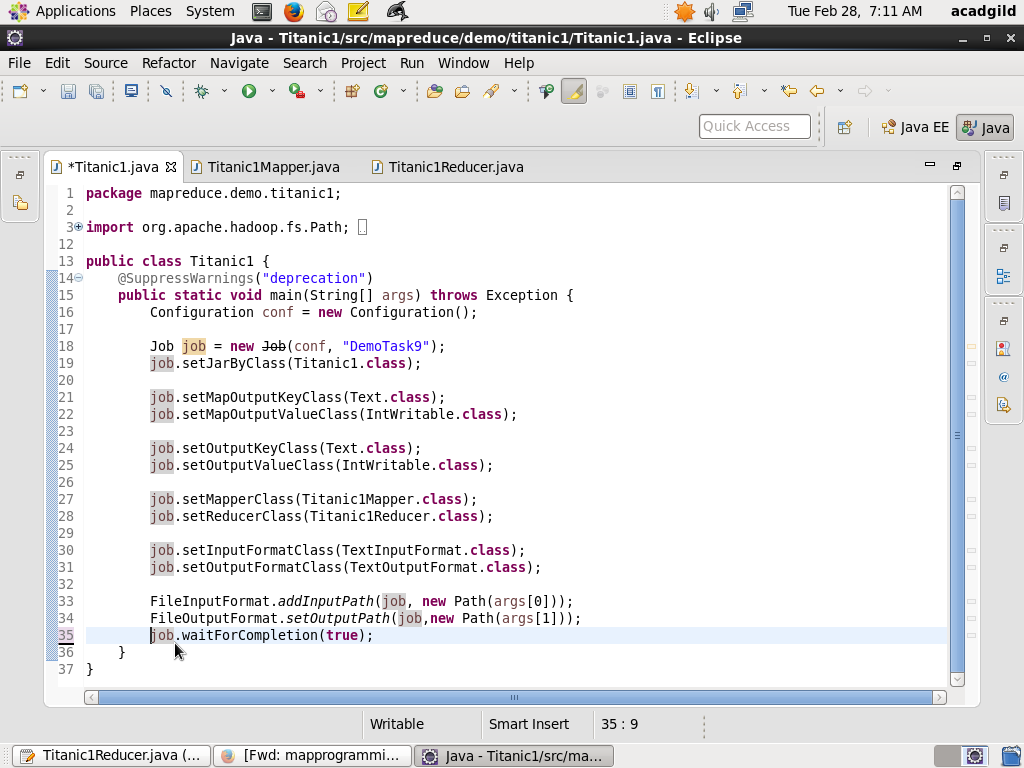 Applications Places System Tue Feb 28, 7:11 AM acadgild
Java - Titanic1/src/mapreduce/demo/titanic1/Titanic1.java - Eclipse
File Edit Source Refactor Navigate Search Project Run Window Help
Quick Access Java EE Java
*Titanic1.java Titanic1Mapper.java Titanic1Reducer.java
1 package mapreduce.demo.titanic1;
2
3 import org.apache.hadoop.fs.Path;
12
13 public class Titanic1 {
14 @SuppressWarnings("deprecation")
15 public static void main(String[] args) throws Exception {
16 Configuration conf = new Configuration();
17
18 Job job = new Job(conf, "DemoTask9");
19 job.setJarByClass(Titanic1.class);
20
21 job.setMapOutputKeyClass(Text.class);
22 job.setMapOutputValueClass(IntWritable.class);
23
24 job.setOutputKeyClass(Text.class);
25 job.setOutputValueClass(IntWritable.class);
26
27 job.setMapperClass(Titanic1Mapper.class);
28 job.setReducerClass(Titanic1Reducer.class);
29
30 job.setInputFormatClass(TextInputFormat.class);
31 job.setOutputFormatClass(TextOutputFormat.class);
32
33 FileInputFormat.addInputPath(job, new Path(args[0]));
34 FileOutputFormat.setOutputPath(job,new Path(args[1]));
35 job.waitForCompletion(true);
36 }
37 }
Writable Smart Insert 35 : 9
Titanic1Reducer.java (... [Fwd: mapprogrammi... Java - Titanic1/src/ma...